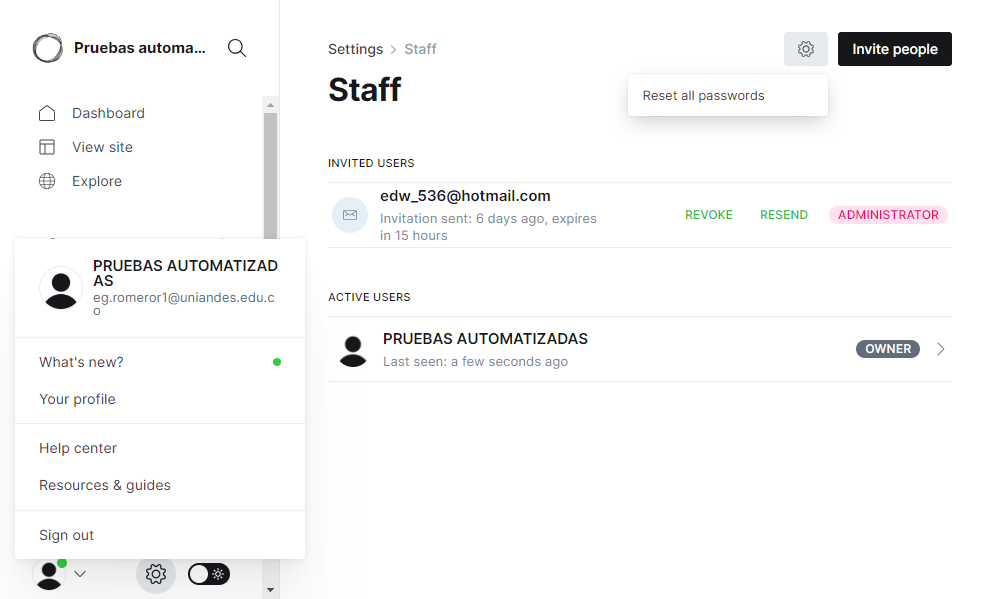 Pruebas automa...
Dashboard
View site
Explore
PRUEBAS AUTOMATIZAD
AS
eg.romeror1@uniandes.edu.c
o
What's new?
Your profile
Help center
Resources & guides
Sign out
Settings > Staff
Invite people
Staff
Reset all passwords
INVITED USERS
edw_536@hotmail.com
Invitation sent: 6 days ago, expires
in 15 hours
REVOKE RESEND ADMINISTRATOR
ACTIVE USERS
PRUEBAS AUTOMATIZADAS
Last seen: a few seconds ago
OWNER